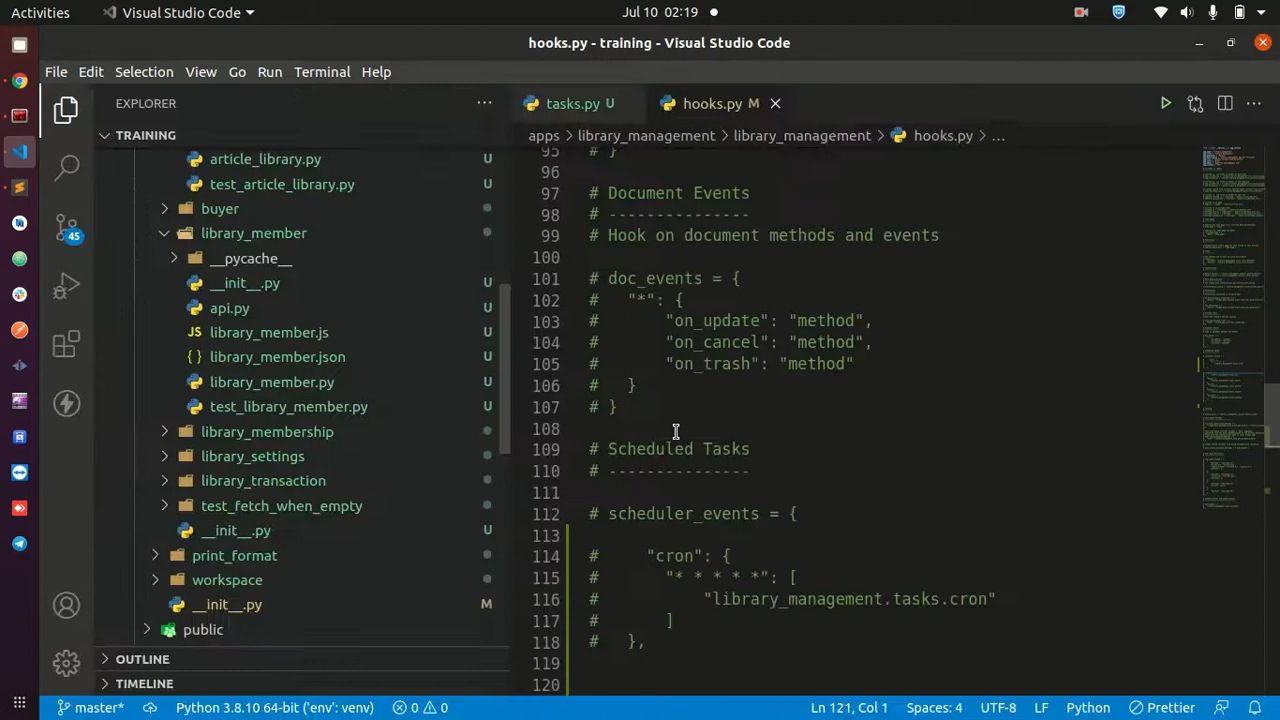 Activities
Visual Studio Code
Jul 10 02:19
hooks.py - training - Visual Studio Code
File Edit Selection View Go Run Terminal Help
EXPLORER
TRAINING
article_library.py U
test_article_library.py U
buyer
library_member
__pycache__
__init__.py U
api.py U
JS library_member.js U
{ } library_member.json U
library_member.py U
test_library_member.py U
library_membership
library_settings
library_transaction
test_fetch_when_empty
__init__.py U
print_format
workspace
__init__.py M
public
OUTLINE
TIMELINE
45
tasks.py U
hooks.py M
apps > library_management > library_management > hooks.py > ...
95 # }
96
97 # Document Events
98 # ---------------
99 # Hook on document methods and events
100
101 # doc_events = {
102 # "*": {
103 # "on_update": "method",
104 # "on_cancel": "method",
105 # "on_trash": "method"
106 # }
107 # }
108
109 # Scheduled Tasks
110 # ---------------
111
112 # scheduler_events = {
113
114 # "cron": {
115 # "* * * * *": [
116 # "library_management.tasks.cron"
117 # ]
118 # },
119
120
master*
Python 3.8.10 64-bit ('env': venv)
0 0
Ln 121, Col 1
Spaces: 4
UTF-8
LF
Python
Prettier